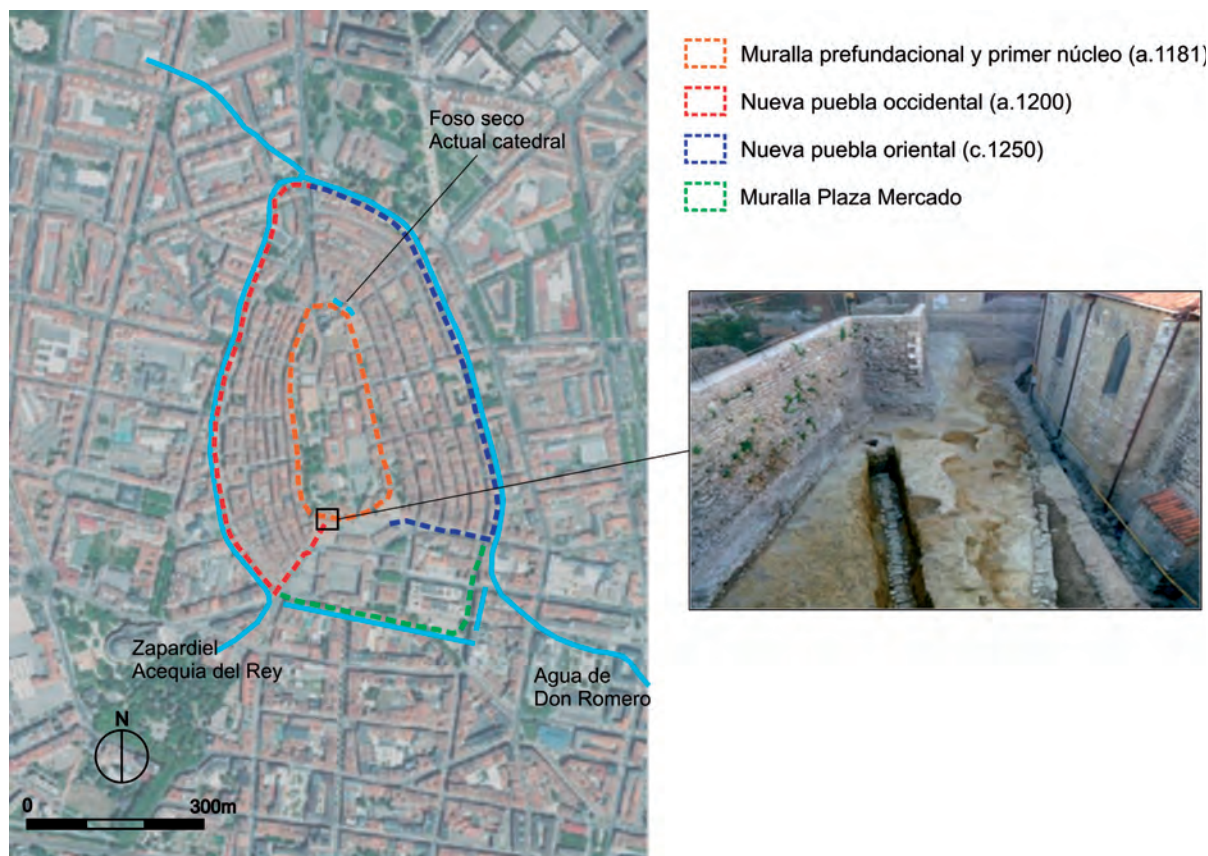 Muralla prefundacional y primer núcleo (a.1181)
Nueva puebla occidental (a.1200)
Nueva puebla oriental (c.1250)
Muralla Plaza Mercado
Foso seco
Actual catedral
Zapardiel
Acequia del Rey
Agua de
Don Romero
N
0 300m